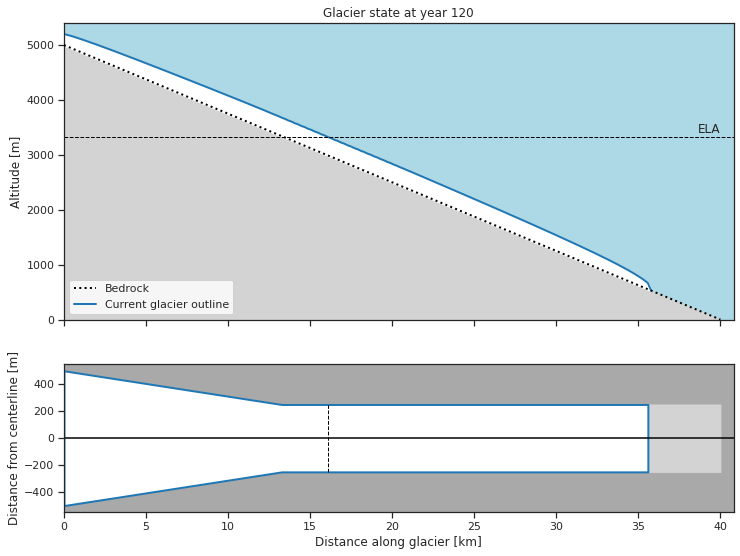 Glacier state at year 120
Altitude [m]
5000
4000
3000
2000
1000
0
ELA
Bedrock
Current glacier outline
Distance from centerline [m]
400
200
0
−200
−400
0 5 10 15 20 25 30 35 40
Distance along glacier [km]